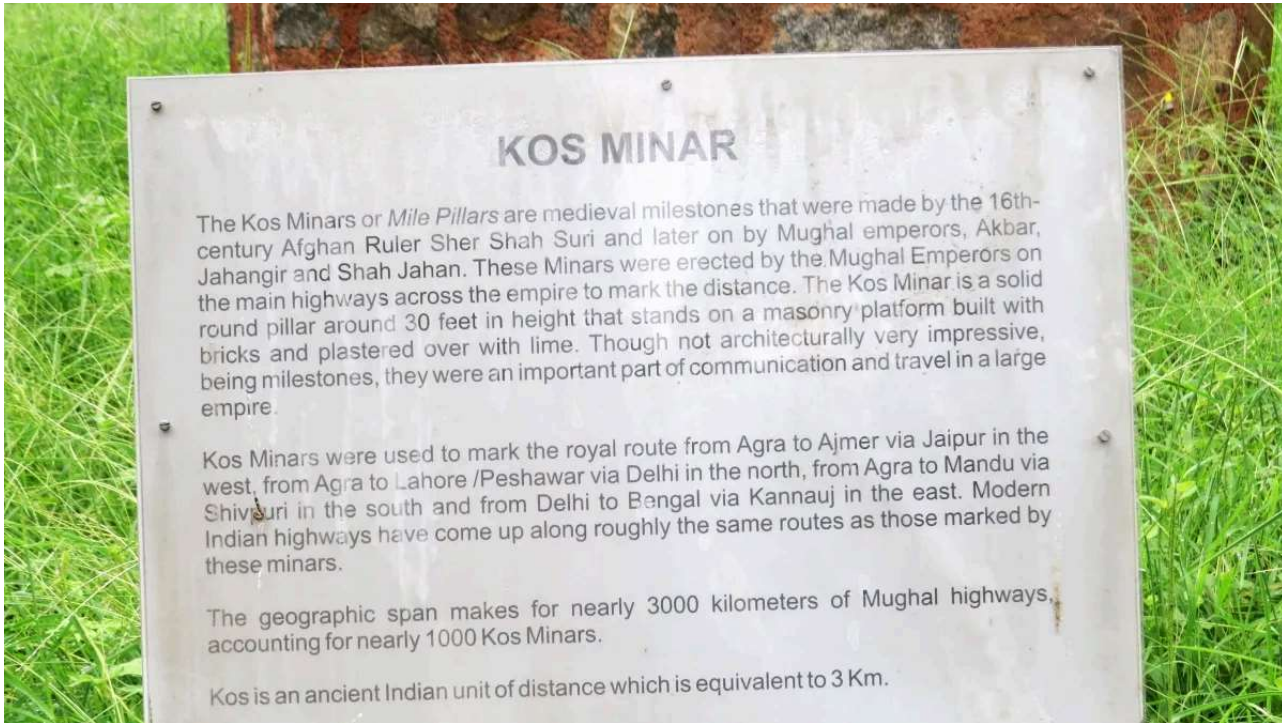 KOS MINAR
The Kos Minars or Mile Pillars are medieval milestones that were made by the 16th-
century Afghan Ruler Sher Shah Suri and later on by Mughal emperors, Akbar,
Jahangir and Shah Jahan. These Minars were erected by the Mughal Emperors on
the main highways across the empire to mark the distance. The Kos Minar is a solid
round pillar around 30 feet in height that stands on a masonry platform built with
bricks and plastered over with lime. Though not architecturally very impressive,
being milestones, they were an important part of communication and travel in a large
empire.
Kos Minars were used to mark the royal route from Agra to Ajmer via Jaipur in the
west, from Agra to Lahore /Peshawar via Delhi in the north, from Agra to Mandu via
Shivpuri in the south and from Delhi to Bengal via Kannauj in the east. Modern
Indian highways have come up along roughly the same routes as those marked by
these minars.
The geographic span makes for nearly 3000 kilometers of Mughal highways,
accounting for nearly 1000 Kos Minars.
Kos is an ancient Indian unit of distance which is equivalent to 3 Km.